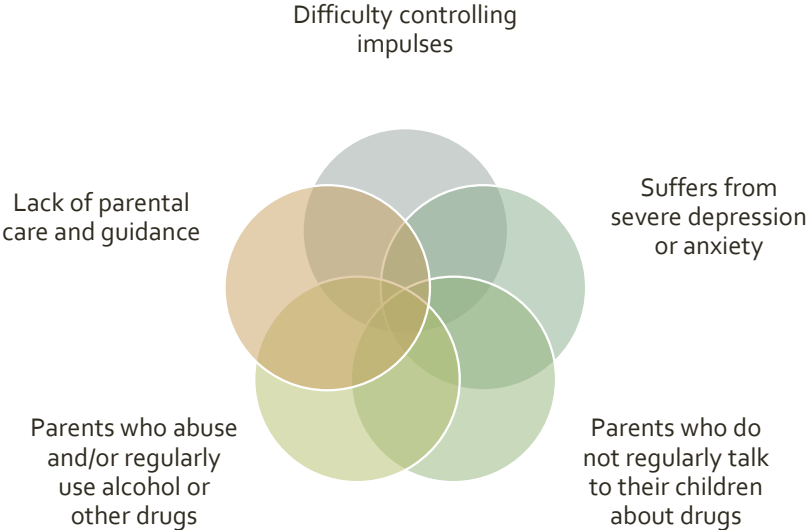 Difficulty controlling
impulses
Suffers from
severe depression
or anxiety
Parents who do
not regularly talk
to their children
about drugs
Parents who abuse
and/or regularly
use alcohol or
other drugs
Lack of parental
care and guidance